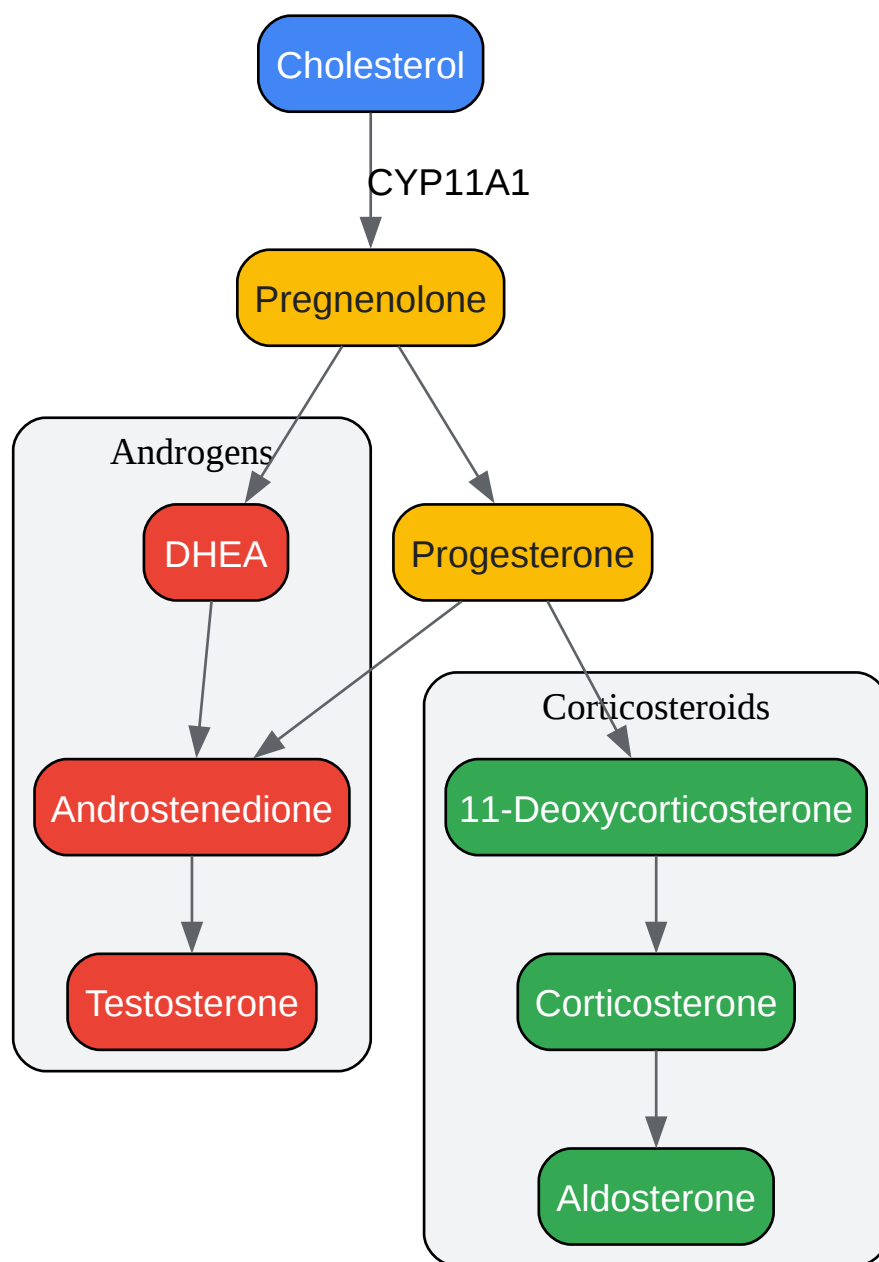 Cholesterol
CYP11A1
Pregnenolone
Androgens
DHEA
Progesterone
Corticosteroids
Androstenedione
11-Deoxycorticosterone
Testosterone
Corticosterone
Aldosterone